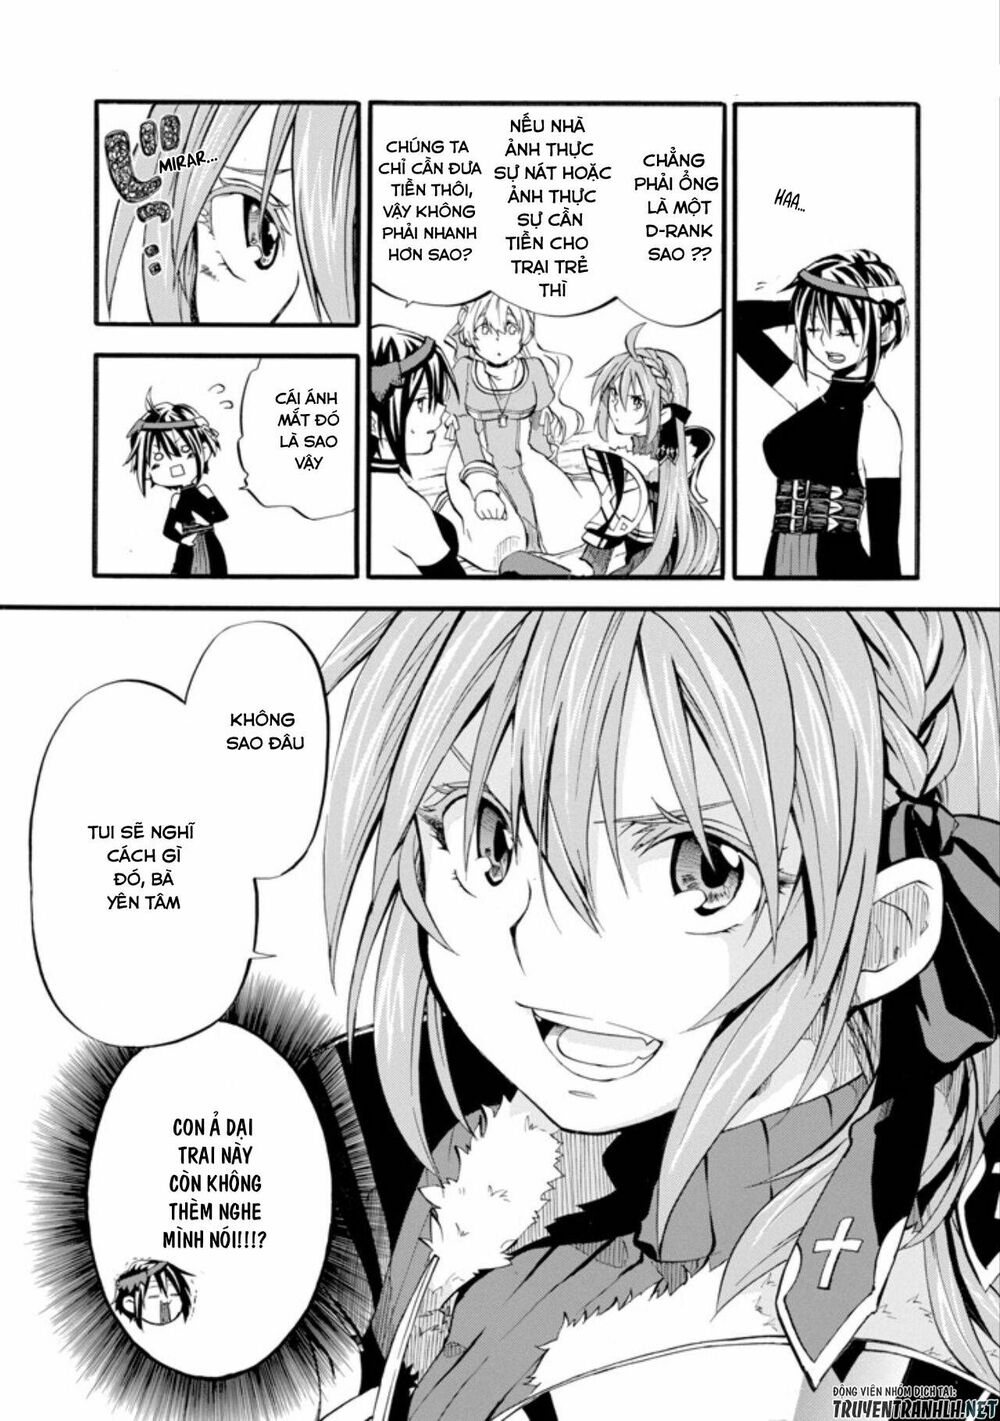 HAA...
CHẲNG
PHẢI ỔNG
LÀ MỘT
D-RANK
SAO ??
NẾU NHÀ
ẢNH THỰC
SỰ NÁT HOẶC
ẢNH THỰC
SỰ CẦN
TIỀN CHO
TRẠI TRẺ
THÌ
CHÚNG TA
CHỈ CẦN ĐƯA
TIỀN THÔI,
VẬY KHÔNG
PHẢI NHANH
HƠN SAO?
MIRAR...
CÁI ÁNH
MẮT ĐÓ
LÀ SAO
VẬY
KHÔNG
SAO ĐÂU
TUI SẼ NGHĨ
CÁCH GÌ
ĐÓ, BÀ
YÊN TÂM
CON Ả DẠI
TRAI NÀY
CÒN KHÔNG
THÈM NGHE
MÌNH NÓI!!!?
ĐỘNG VIÊN NHÓM DỊCH TẠI:
TRUYENTRANHLH.NET